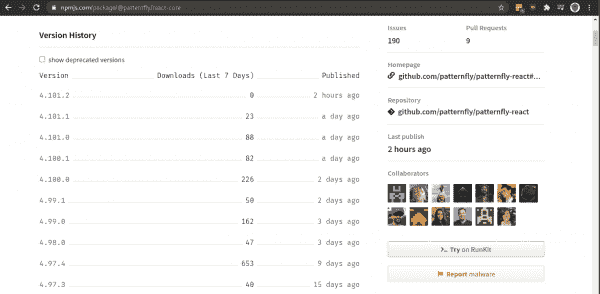 npmjs.com/package/@patternfly/react-core
Version History
show deprecated versions
Version Downloads (Last 7 Days) Published
4.101.2 0 2 hours ago
4.101.1 23 a day ago
4.101.0 88 a day ago
4.100.1 82 a day ago
4.100.0 226 2 days ago
4.99.1 50 2 days ago
4.99.0 162 3 days ago
4.98.0 47 3 days ago
4.97.4 653 9 days ago
4.97.3 40 15 days ago
Issues Pull Requests
190 9
Homepage
github.com/patternfly/patternfly-react#...
Repository
github.com/patternfly/patternfly-react
Last publish
2 hours ago
Collaborators
Try on RunKit
Report malware